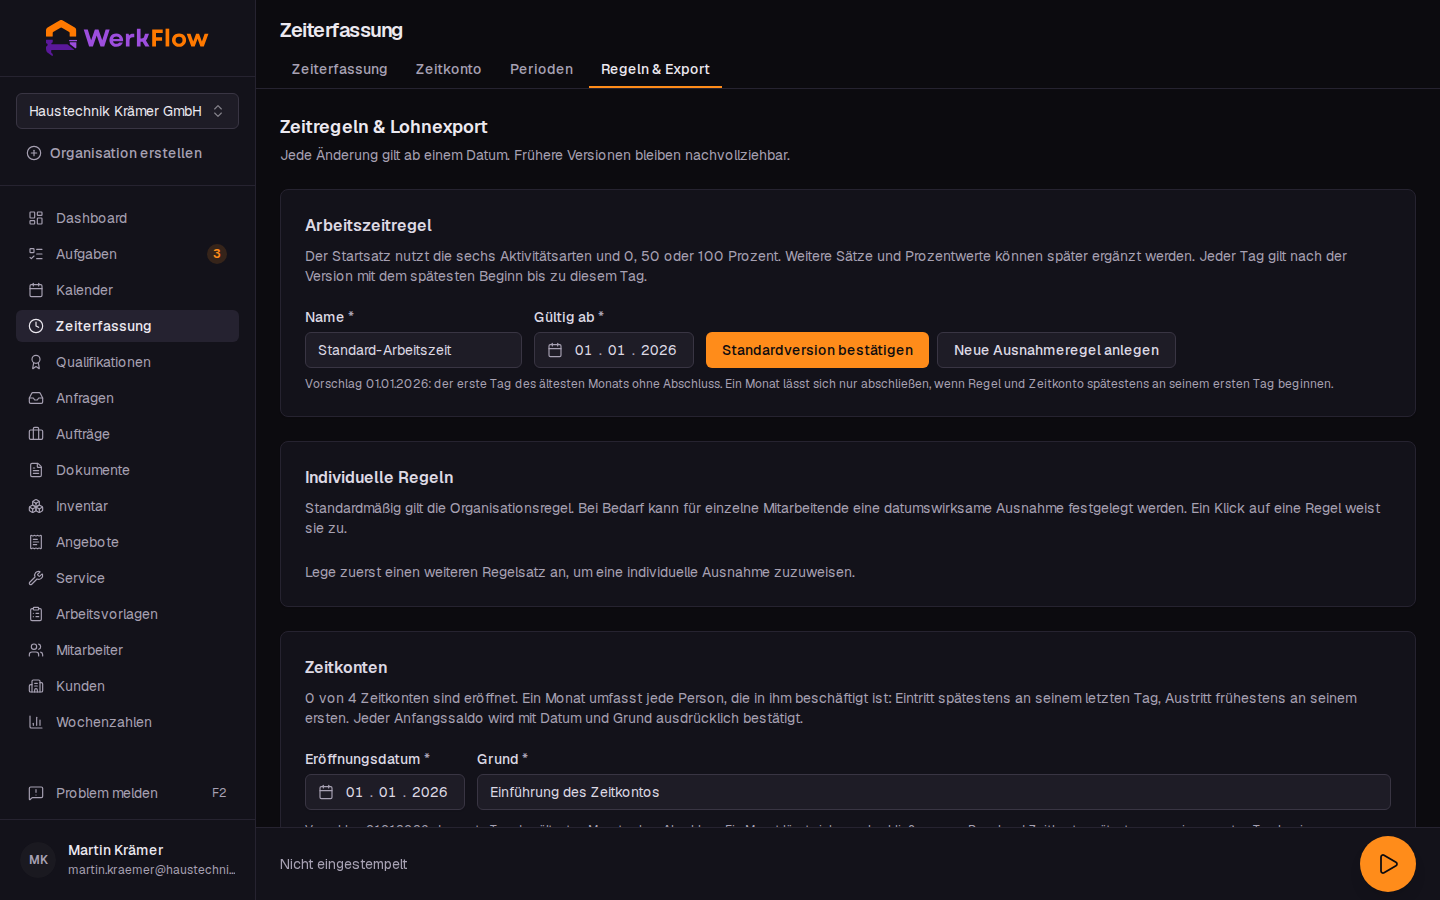 WerkFlow
Haustechnik Krämer GmbH
Organisation erstellen
Dashboard
Aufgaben
3
Kalender
Zeiterfassung
Qualifikationen
Anfragen
Aufträge
Dokumente
Inventar
Angebote
Service
Arbeitsvorlagen
Mitarbeiter
Kunden
Wochenzahlen
Problem melden F2
MK
Martin Krämer
martin.kraemer@haustechni...
Zeiterfassung
Zeiterfassung Zeitkonto Perioden Regeln & Export
Zeitregeln & Lohnexport
Jede Änderung gilt ab einem Datum. Frühere Versionen bleiben nachvollziehbar.
Arbeitszeitregel
Der Startsatz nutzt die sechs Aktivitätsarten und 0, 50 oder 100 Prozent. Weitere Sätze und Prozentwerte können später ergänzt werden. Jeder Tag gilt nach der
Version mit dem spätesten Beginn bis zu diesem Tag.
Name * Gültig ab *
Standard-Arbeitszeit 01 . 01 . 2026 Standardversion bestätigen Neue Ausnahmeregel anlegen
Vorschlag 01.01.2026: der erste Tag des ältesten Monats ohne Abschluss. Ein Monat lässt sich nur abschließen, wenn Regel und Zeitkonto spätestens an seinem ersten Tag beginnen.
Individuelle Regeln
Standardmäßig gilt die Organisationsregel. Bei Bedarf kann für einzelne Mitarbeitende eine datumswirksame Ausnahme festgelegt werden. Ein Klick auf eine Regel weist
sie zu.
Lege zuerst einen weiteren Regelsatz an, um eine individuelle Ausnahme zuzuweisen.
Zeitkonten
0 von 4 Zeitkonten sind eröffnet. Ein Monat umfasst jede Person, die in ihm beschäftigt ist: Eintritt spätestens an seinem letzten Tag, Austritt frühestens an seinem
ersten. Jeder Anfangssaldo wird mit Datum und Grund ausdrücklich bestätigt.
Eröffnungsdatum * Grund *
01 . 01 . 2026 Einführung des Zeitkontos
Nicht eingestempelt